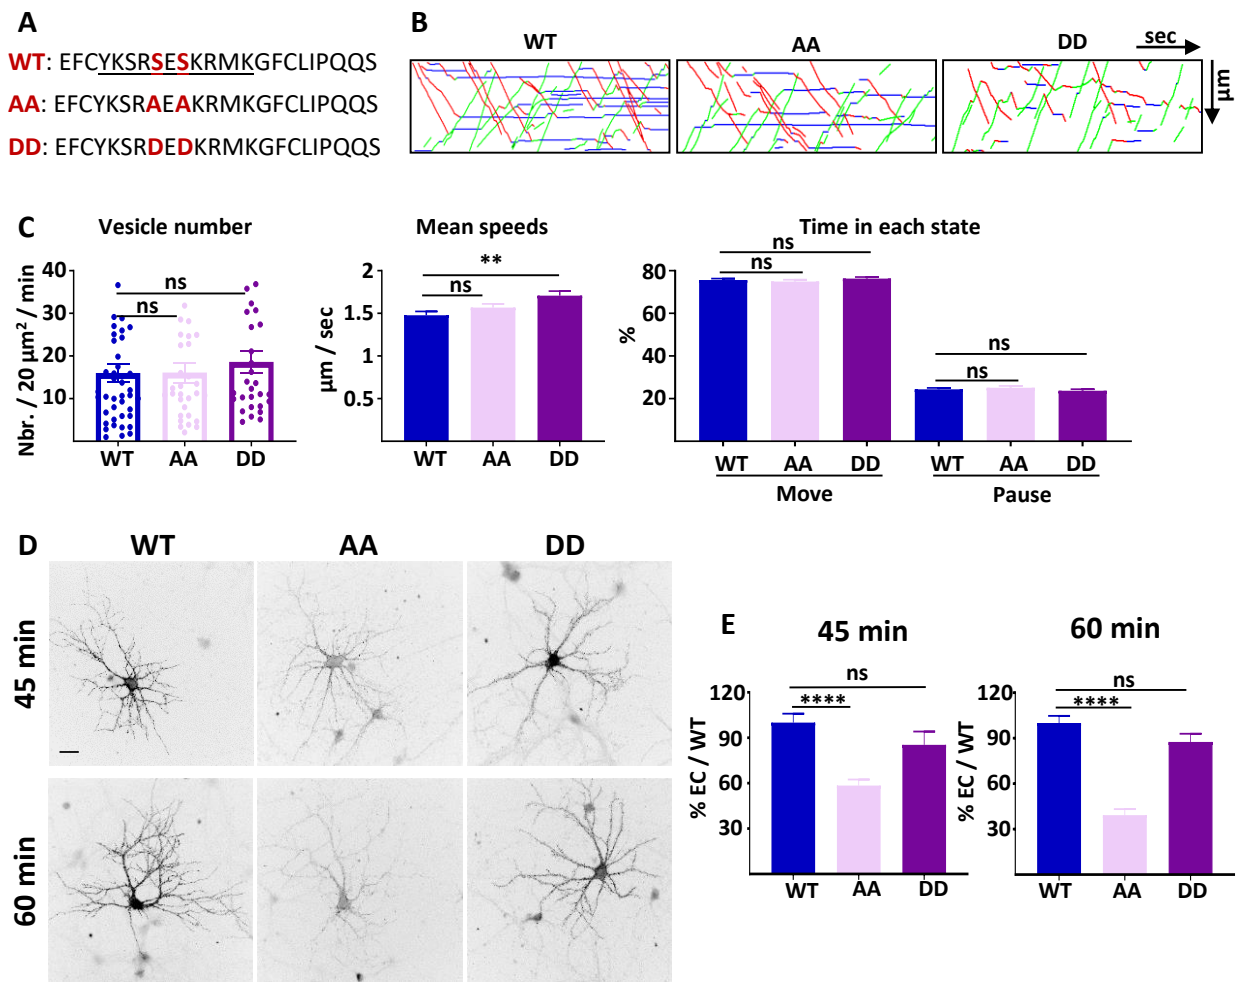 A
WT: EFCYKSRSESKRMKGFCLIPQQS
AA: EFCYKSRAEAKRMKGFCLIPQQS
DD: EFCYKSRDEDKRMKGFCLIPQQS
B
WT
AA
DD
sec
µm
C
Vesicle number
Nbr. / 20 µm² / min
40
30
20
10
ns
ns
WT AA DD
Mean speeds
µm / sec
2
1.5
1
0.5
**
ns
WT AA DD
Time in each state
%
80
60
40
20
ns
ns
ns
ns
WT AA DD WT AA DD
Move Pause
D
WT AA DD
45 min
60 min
E
45 min
% EC / WT
120
90
60
30
ns
****
WT AA DD
60 min
% EC / WT
120
90
60
30
ns
****
WT AA DD